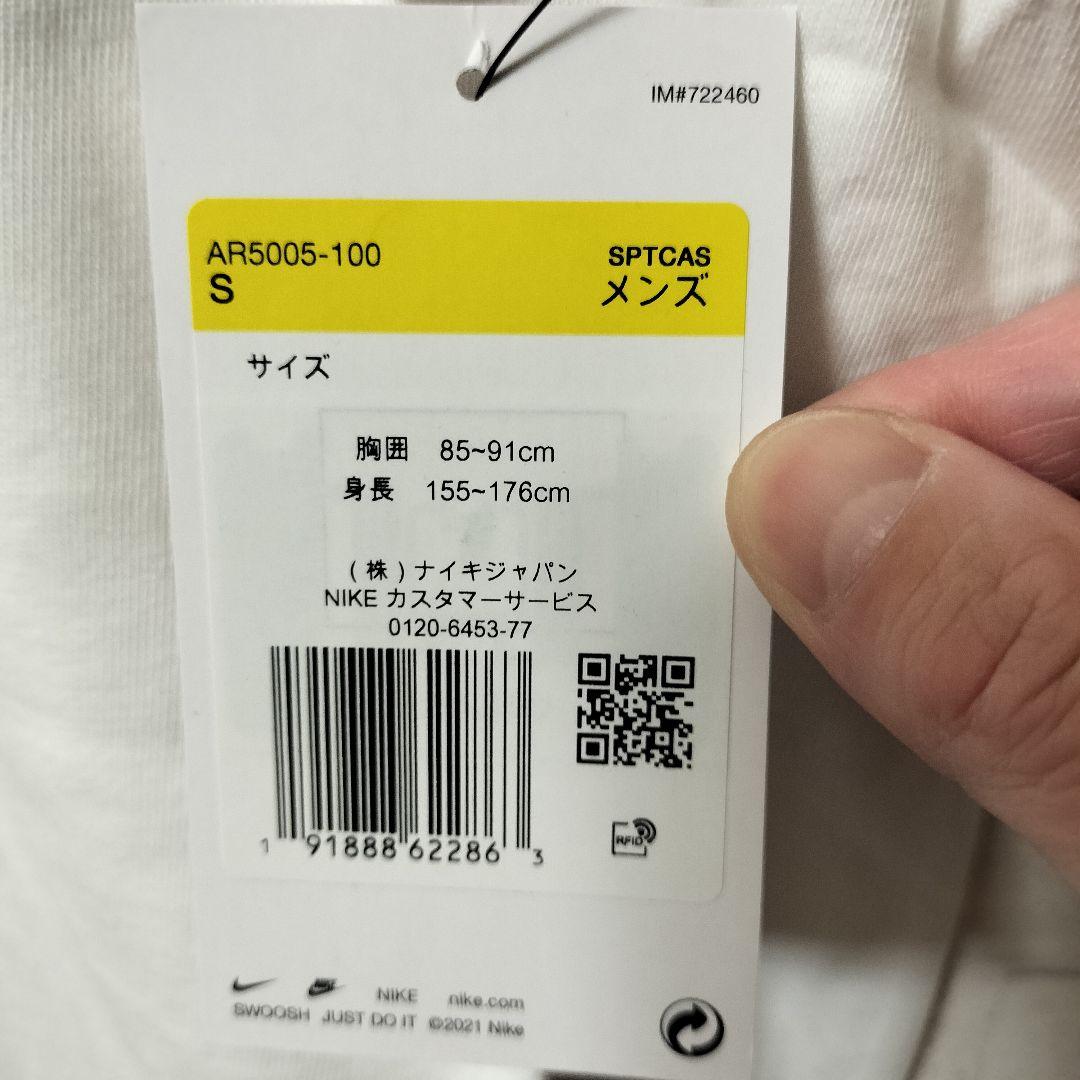 IM#722460
AR5005-100 SPTCAS
S メンズ
サイズ
胸囲 85~91cm
身長 155~176cm
(株)ナイキジャパン
NIKE カスタマーサービス
0120-6453-77
1 91888 62286 3
RFID
NIKE nike.com
SWOOSH JUST DO IT ©2021 Nike